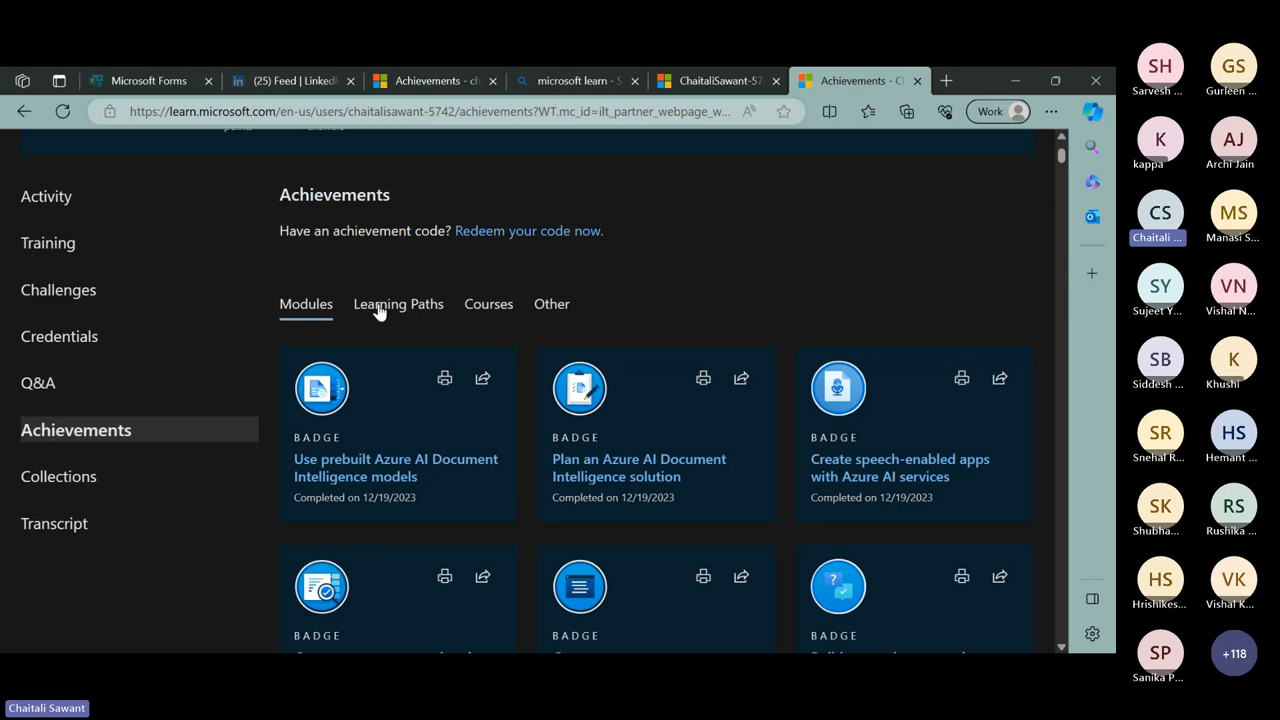 Microsoft Forms
(25) Feed | LinkedI
Achievements - ch
microsoft learn - S
ChaitaliSawant-57
Achievements - C
https://learn.microsoft.com/en-us/users/chaitalisawant-5742/achievements?WT.mc_id=ilt_partner_webpage_w...
Work
Activity
Training
Challenges
Credentials
Q&A
Achievements
Collections
Transcript
Achievements
Have an achievement code? Redeem your code now.
Modules
Learning Paths
Courses
Other
BADGE
Use prebuilt Azure AI Document
Intelligence models
Completed on 12/19/2023
BADGE
Plan an Azure AI Document
Intelligence solution
Completed on 12/19/2023
BADGE
Create speech-enabled apps
with Azure AI services
Completed on 12/19/2023
BADGE
BADGE
BADGE
SH
Sarvesh ...
GS
Gurleen ...
K
kappa
AJ
Archi Jain
CS
Chaitali ...
MS
Manasi S...
SY
Sujeet Y...
VN
Vishal N...
SB
Siddesh ...
K
Khushi
SR
Snehal R...
HS
Hemant ...
SK
Shubha...
RS
Rushika ...
HS
Hrishikes...
VK
Vishal K...
SP
Sanika P...
+118
Chaitali Sawant